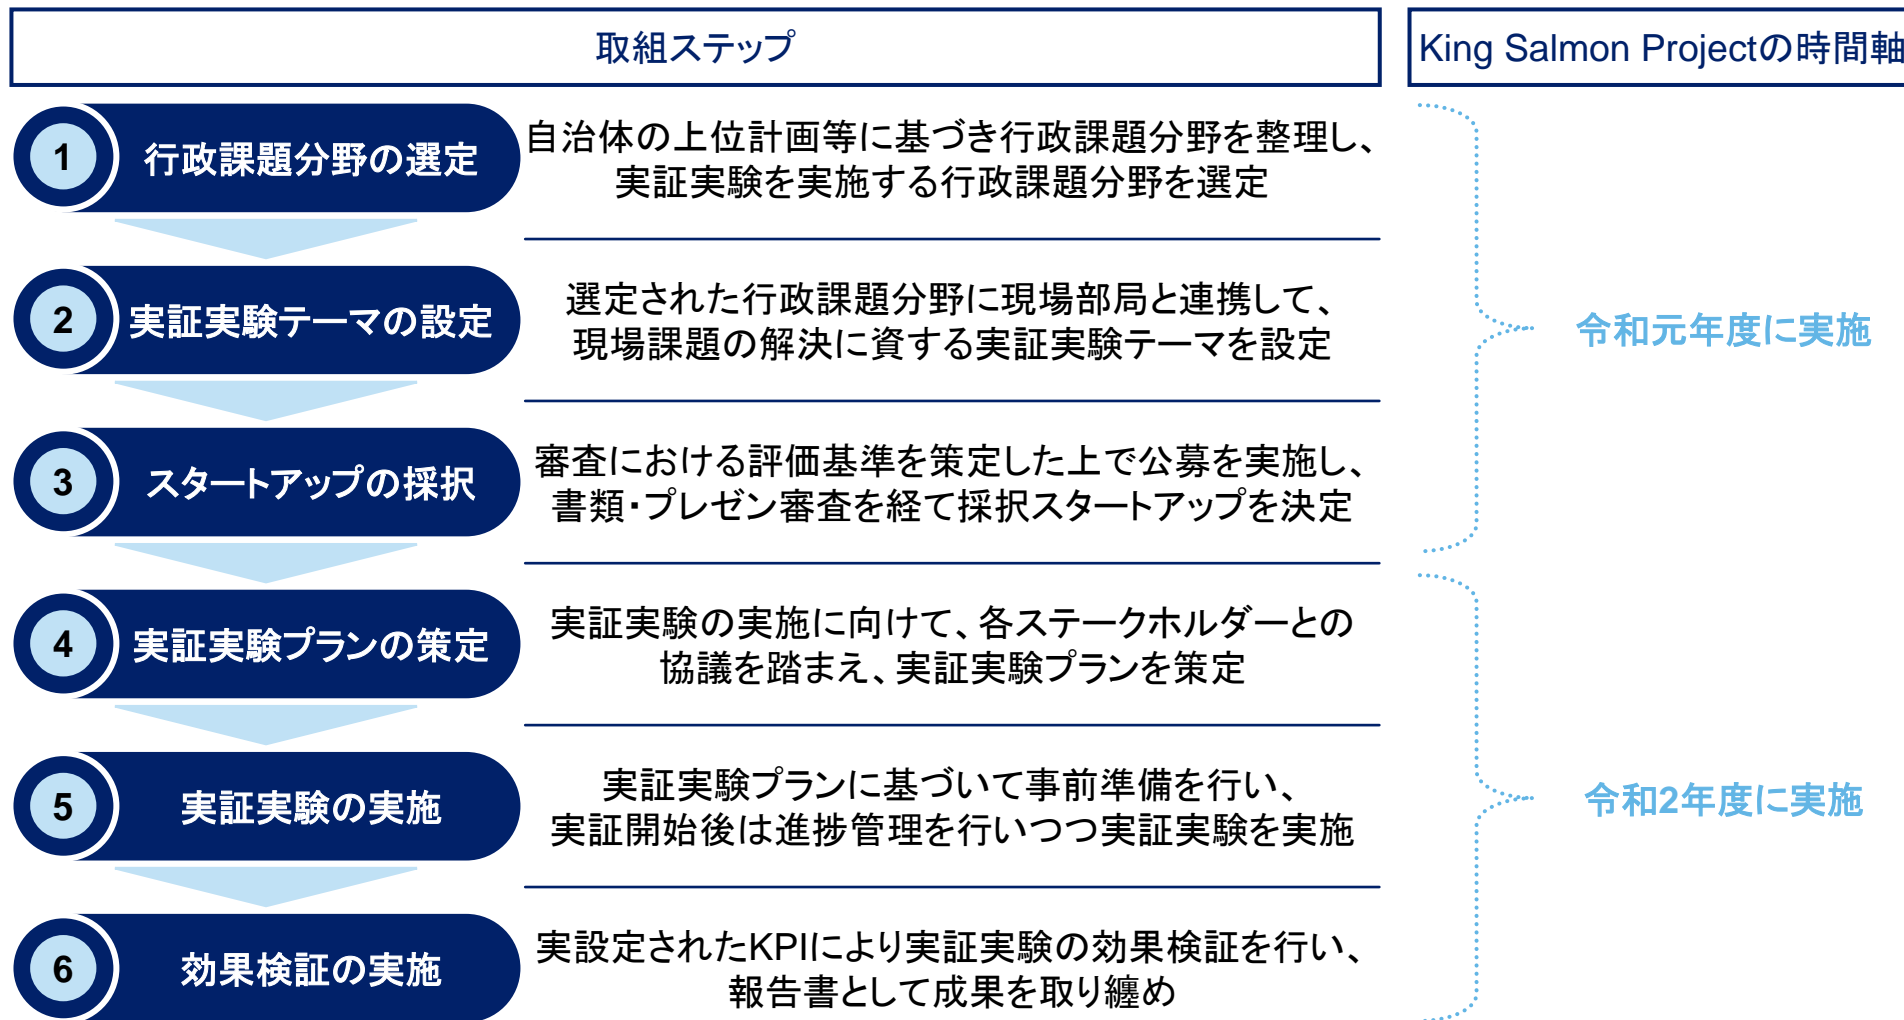 取組ステップ
King Salmon Projectの時間軸
1
行政課題分野の選定
自治体の上位計画等に基づき行政課題分野を整理し、
実証実験を実施する行政課題分野を選定
2
実証実験テーマの設定
選定された行政課題分野に現場部局と連携して、
現場課題の解決に資する実証実験テーマを設定
令和元年度に実施
3
スタートアップの採択
審査における評価基準を策定した上で公募を実施し、
書類・プレゼン審査を経て採択スタートアップを決定
4
実証実験プランの策定
実証実験の実施に向けて、各ステークホルダーとの
協議を踏まえ、実証実験プランを策定
5
実証実験の実施
実証実験プランに基づいて事前準備を行い、
実証開始後は進捗管理を行いつつ実証実験を実施
令和2年度に実施
6
効果検証の実施
実設定されたKPIにより実証実験の効果検証を行い、
報告書として成果を取り纏め